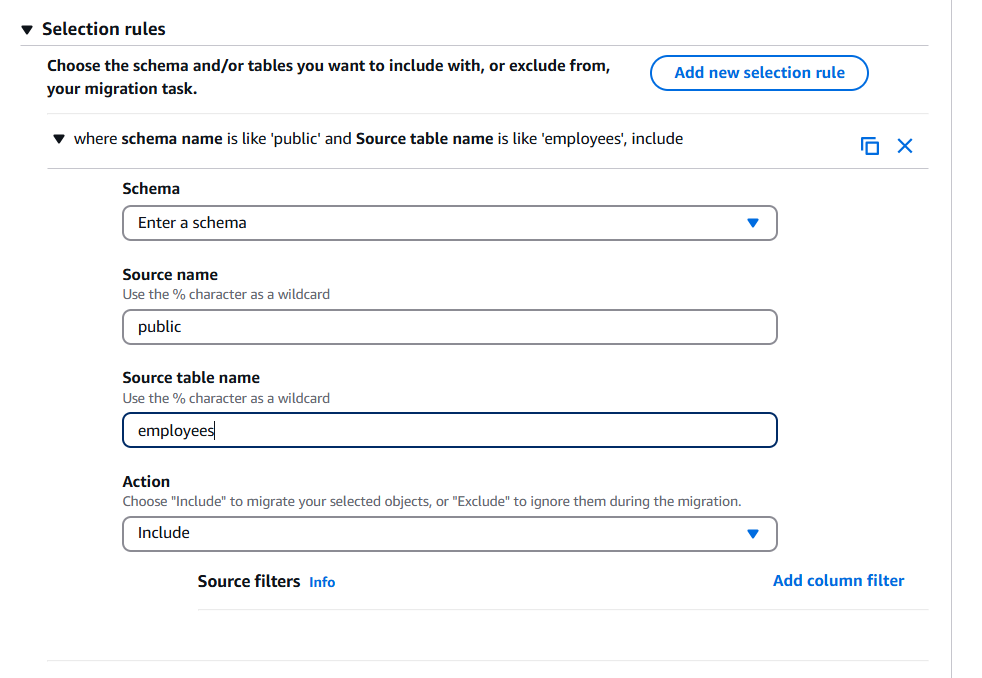 Selection rules
Choose the schema and/or tables you want to include with, or exclude from,
your migration task.
Add new selection rule
where schema name is like 'public' and Source table name is like 'employees', include
Schema
Enter a schema
Source name
Use the % character as a wildcard
public
Source table name
Use the % character as a wildcard
employees
Action
Choose "Include" to migrate your selected objects, or "Exclude" to ignore them during the migration.
Include
Source filters Info
Add column filter